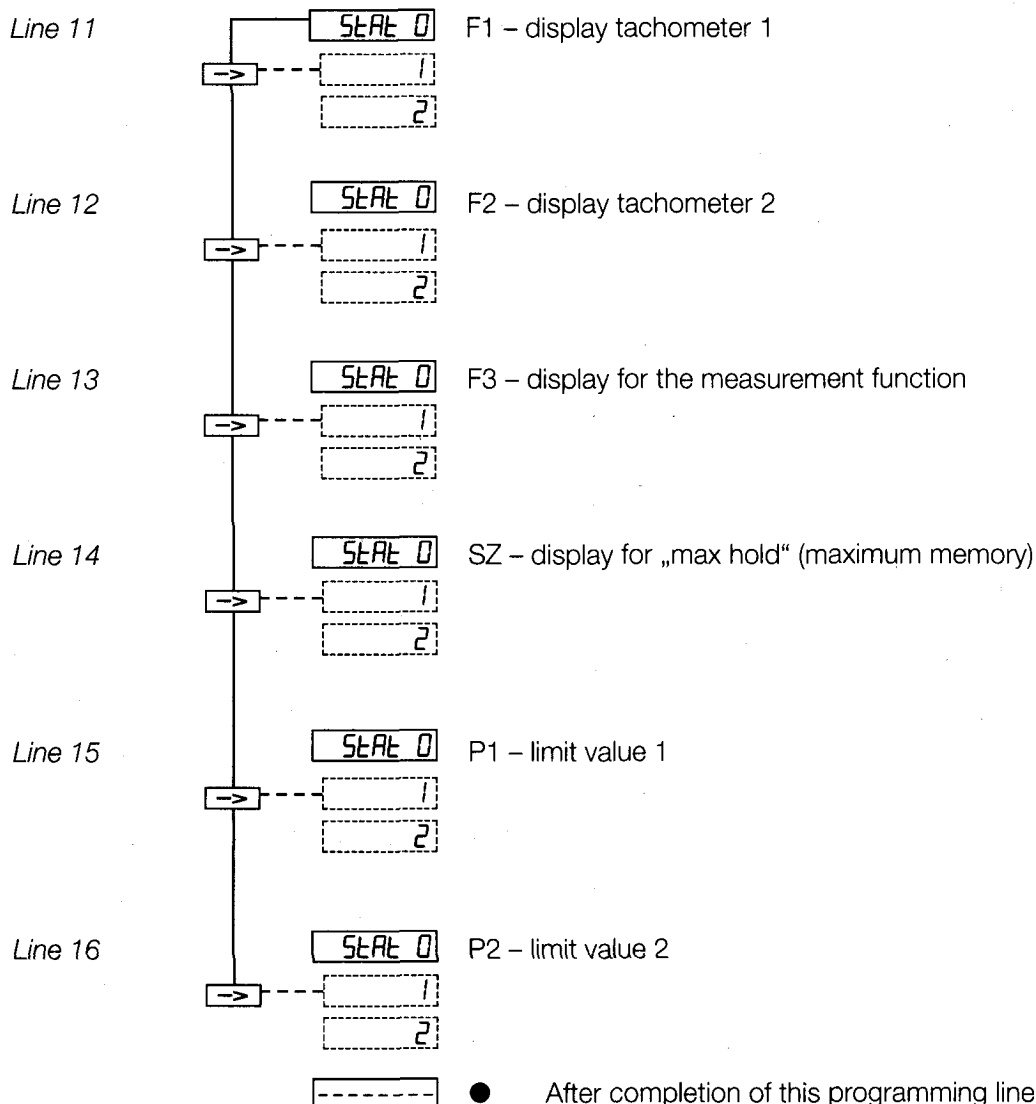 Line 11 StAt 0 F1 – display tachometer 1
-> 1
2
Line 12 StAt 0 F2 – display tachometer 2
-> 1
2
Line 13 StAt 0 F3 – display for the measurement function
-> 1
2
Line 14 StAt 0 SZ – display for „max hold“ (maximum memory)
-> 1
2
Line 15 StAt 0 P1 – limit value 1
-> 1
2
Line 16 StAt 0 P2 – limit value 2
-> 1
2
------ ● After completion of this programming line